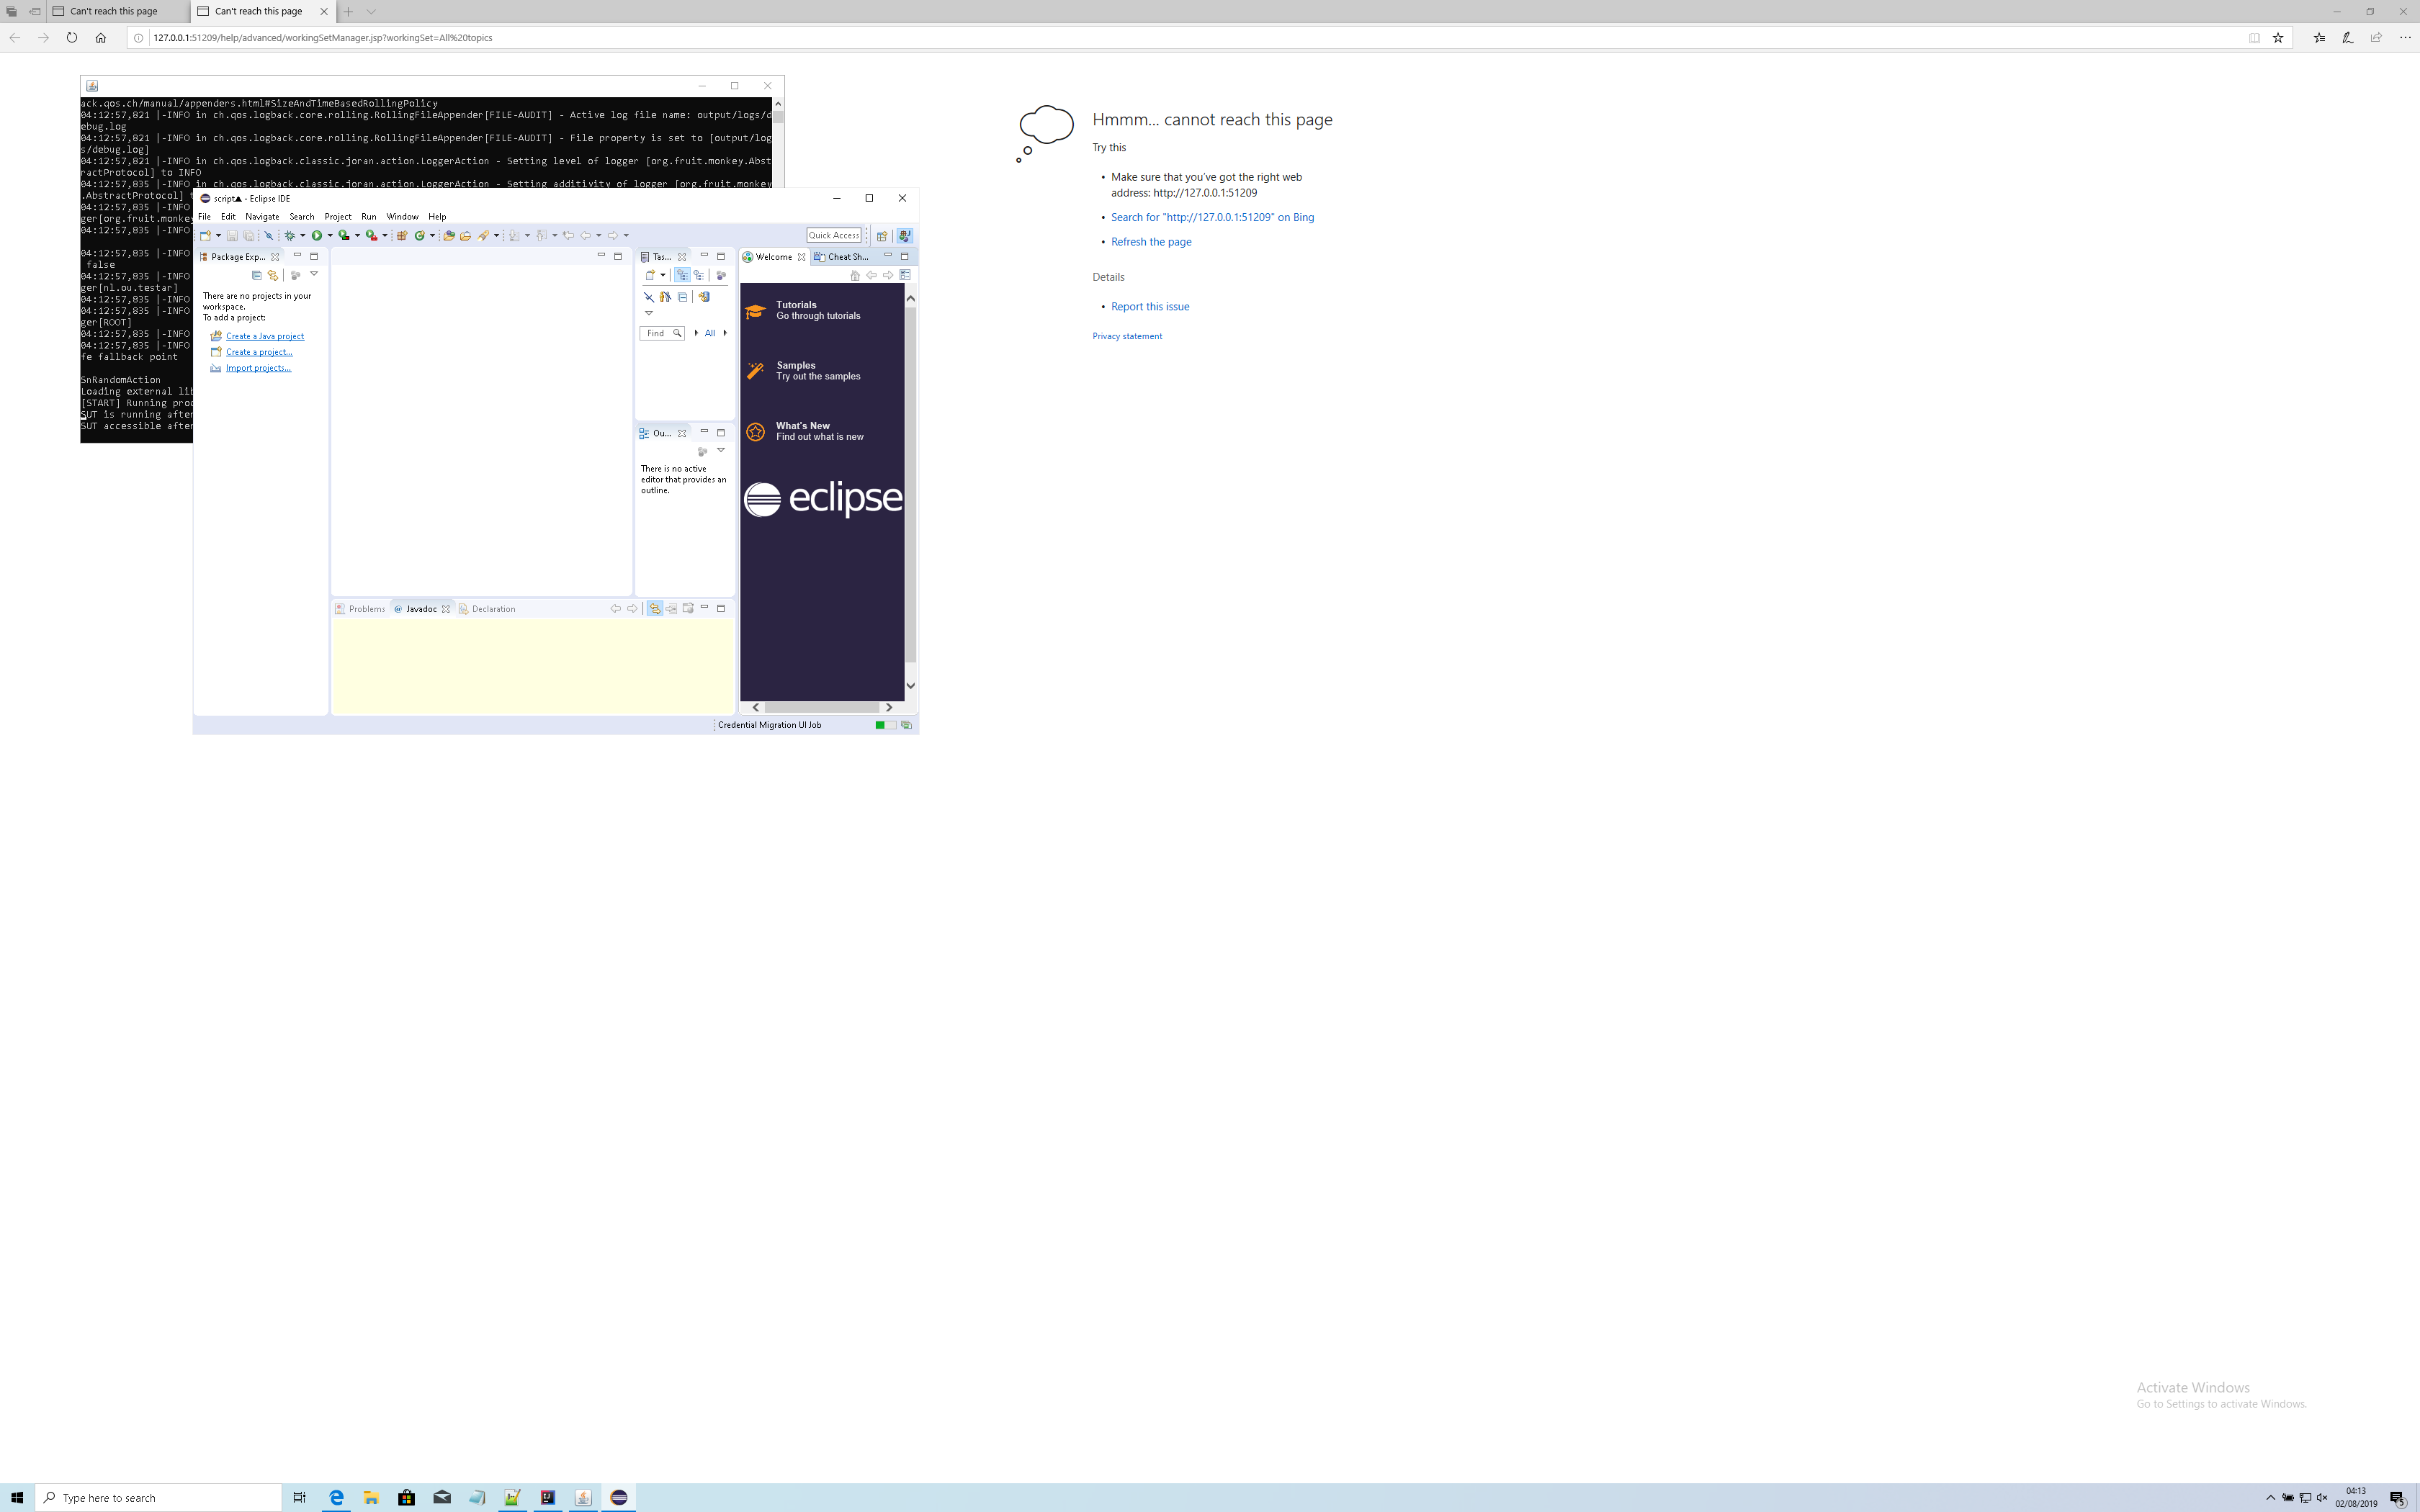 Can't reach this page
Can't reach this page
127.0.0.1:51209/help/advanced/workingSetManager.jsp?workingSet=All%20topics
ack.qos.ch/manual/appenders.html#SizeAndTimeBasedRollingPolicy
04:12:57,821 |-INFO in ch.qos.logback.core.rolling.RollingFileAppender[FILE-AUDIT] - Active log file name: output/logs/d
ebug.log
04:12:57,821 |-INFO in ch.qos.logback.core.rolling.RollingFileAppender[FILE-AUDIT] - File property is set to [output/log
s/debug.log]
04:12:57,821 |-INFO in ch.qos.logback.classic.joran.action.LoggerAction - Setting level of logger [org.fruit.monkey.Abst
ractProtocol] to INFO
04:12:57,835 |-INFO in ch.qos.logback.classic.joran.action.LoggerAction - Setting additivity of logger [org.fruit.monkey
.AbstractProtocol] t
04:12:57,835 |-INFO
ger[org.fruit.monkey
04:12:57,835 |-INFO
04:12:57,835 |-INFO
false
04:12:57,835 |-INFO
ger[nl.ou.testar]
04:12:57,835 |-INFO
04:12:57,835 |-INFO
ger[ROOT]
04:12:57,835 |-INFO
04:12:57,835 |-INFO
fe fallback point
SnRandomAction
Loading external lib
[START] Running proc
SUT is running after
SUT accessible after
script▲ - Eclipse IDE
File Edit Navigate Search Project Run Window Help
Quick Access
Package Exp...
There are no projects in your
workspace.
To add a project:
Create a Java project
Create a project...
Import projects...
Tas...
Find
All
Ou...
There is no active
editor that provides an
outline.
Welcome
Cheat Sh...
Tutorials
Go through tutorials
Samples
Try out the samples
What's New
Find out what is new
eclipse
Problems
@ Javadoc
Declaration
Credential Migration UI Job
Hmmm... cannot reach this page
Try this
• Make sure that you've got the right web
address: http://127.0.0.1:51209
• Search for "http://127.0.0.1:51209" on Bing
• Refresh the page
Details
• Report this issue
Privacy statement
Activate Windows
Go to Settings to activate Windows.
Type here to search
04:13
02/08/2019
5